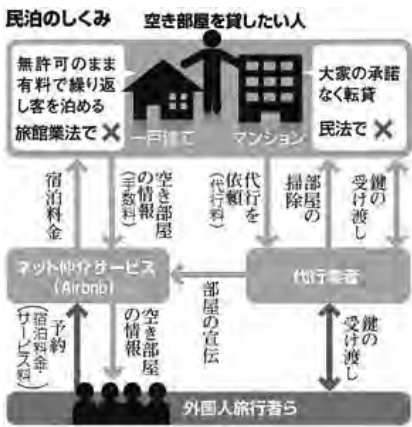 民泊のしくみ
空き部屋を貸したい人
無許可のまま
有料で繰り返
し客を泊める
旅館業法で ×
一戸建て
マンション
大家の承諾
なく転貸
民法で ×
宿泊料金
空き部屋
の情報
(手数料)
代行を
依頼
(代行料)
部屋の
掃除
鍵の
受け渡し
ネット仲介サービス
(Airbnb)
部屋の宣伝
代行業者
予約
(宿泊料金・
サービス料)
空き部屋
の情報
鍵の
受け渡し
外国人旅行者ら